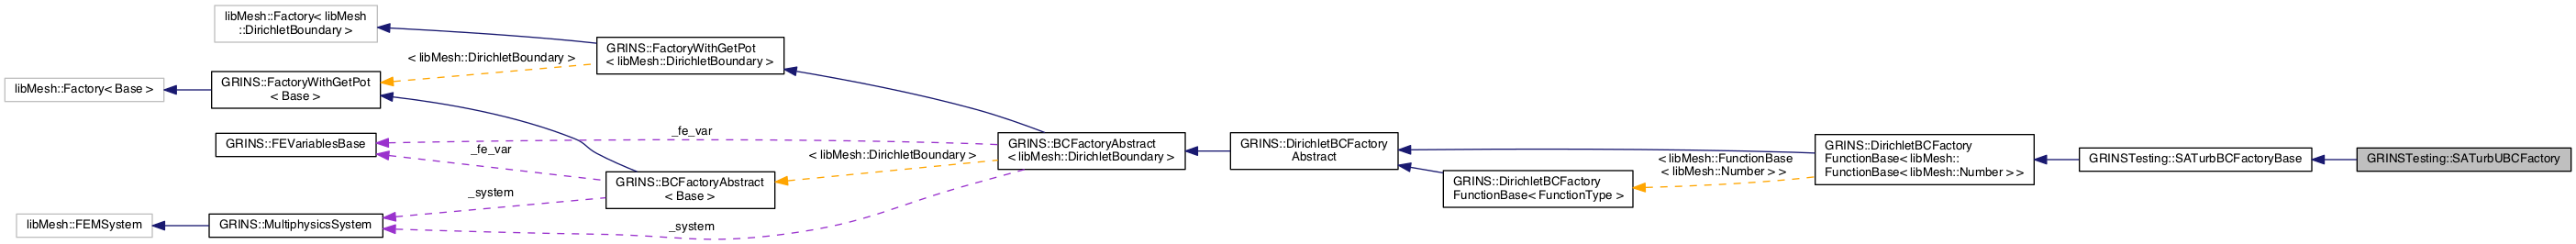 libMesh::Factory< libMesh
::DirichletBoundary >
GRINS::FactoryWithGetPot
< libMesh::DirichletBoundary >
< libMesh::DirichletBoundary >
libMesh::Factory< Base >
GRINS::FactoryWithGetPot
< Base >
GRINS::FEVariablesBase
_fe_var
_fe_var
GRINS::BCFactoryAbstract
< Base >
< libMesh::DirichletBoundary >
_system
_system
libMesh::FEMSystem
GRINS::MultiphysicsSystem
GRINS::BCFactoryAbstract
< libMesh::DirichletBoundary >
GRINS::DirichletBCFactory
Abstract
GRINS::DirichletBCFactory
FunctionBase< FunctionType >
< libMesh::FunctionBase
< libMesh::Number > >
GRINS::DirichletBCFactory
FunctionBase< libMesh::
FunctionBase< libMesh::Number > >
GRINSTesting::SATurbBCFactoryBase
GRINSTesting::SATurbUBCFactory